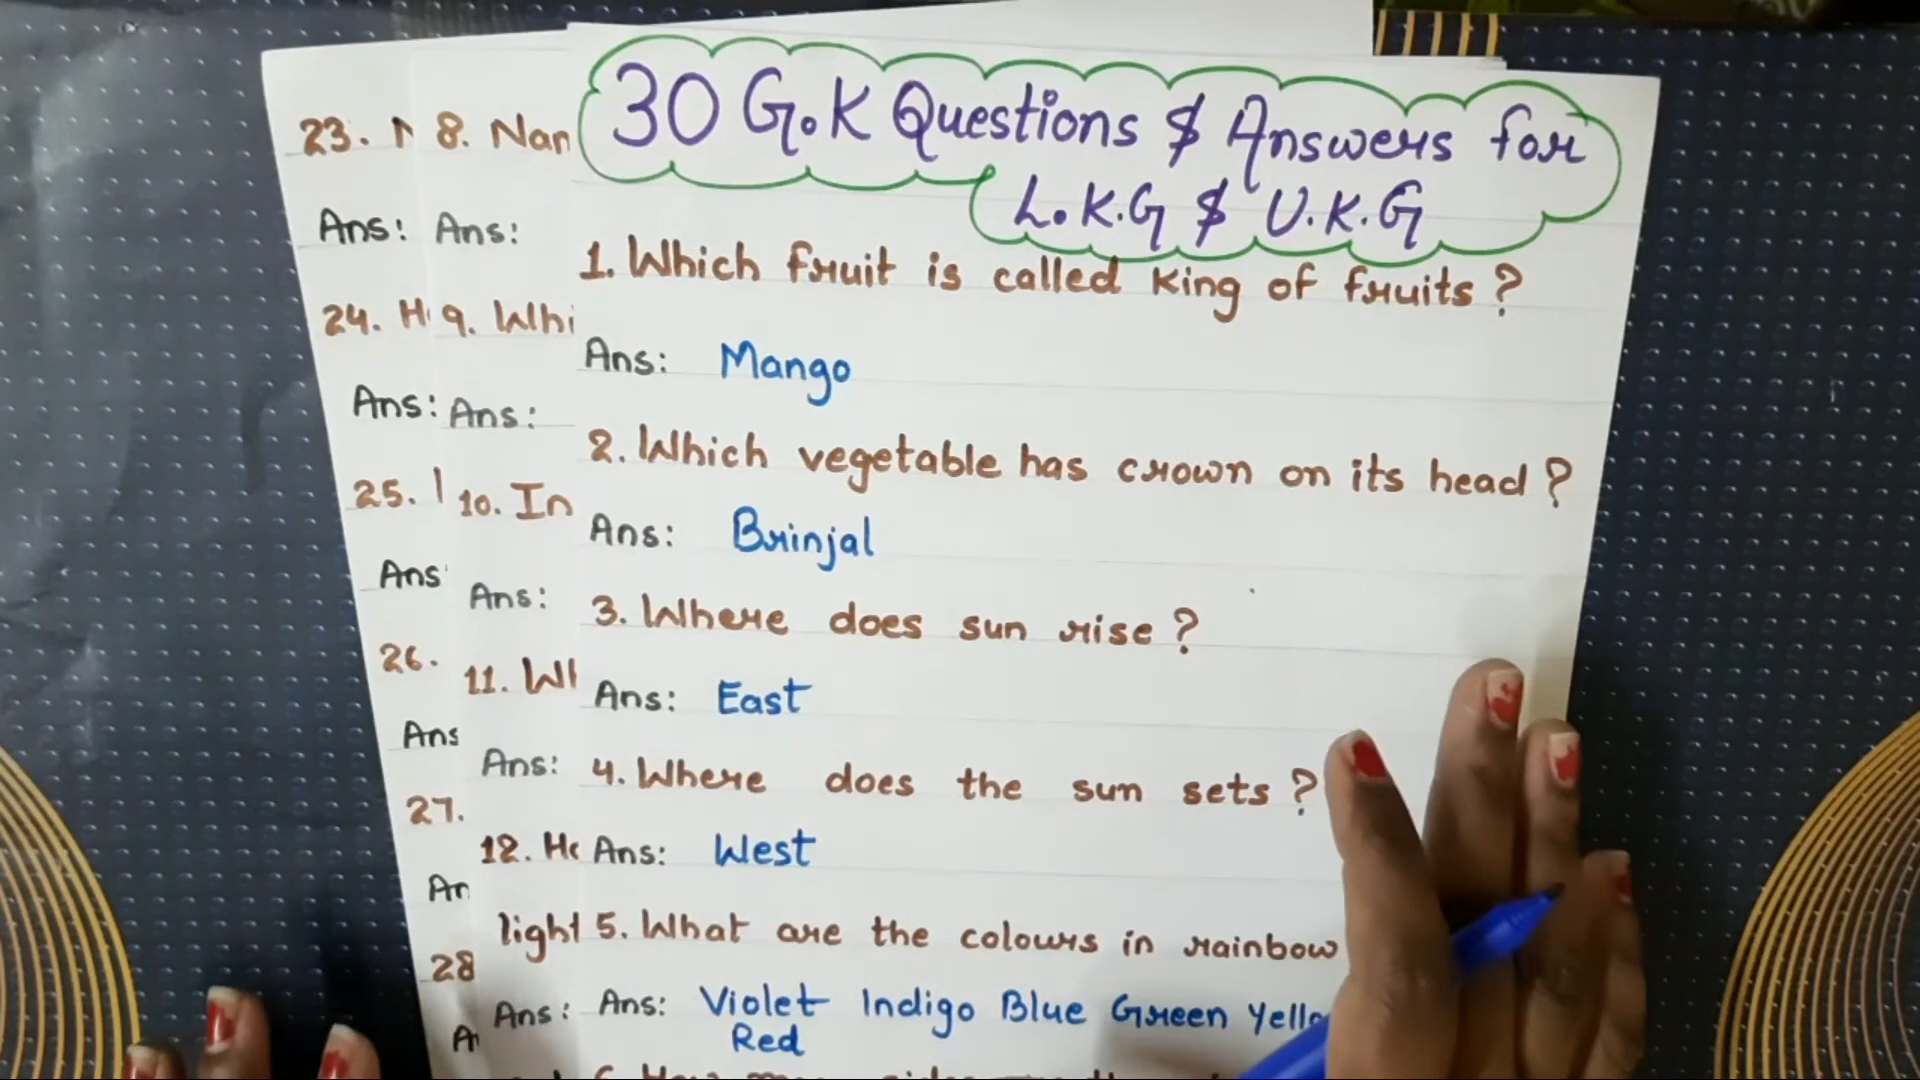 30 G.K Questions & Answers for
L.K.G & U.K.G
1. Which fruit is called king of fruits?
Ans: Mango
2. Which vegetable has crown on its head?
Ans: Brinjal
3. Where does sun rise?
Ans: East
4. Where does the sun sets?
Ans: West
5. What are the colours in rainbow
Ans: Violet Indigo Blue Green
Red
8.
Ans:
9.
Ans:
10. In
Ans:
11.
Ans:
12.
light
Ans:
23.
Ans:
24.
Ans:
25.
Ans
26.
Ans
27.
28